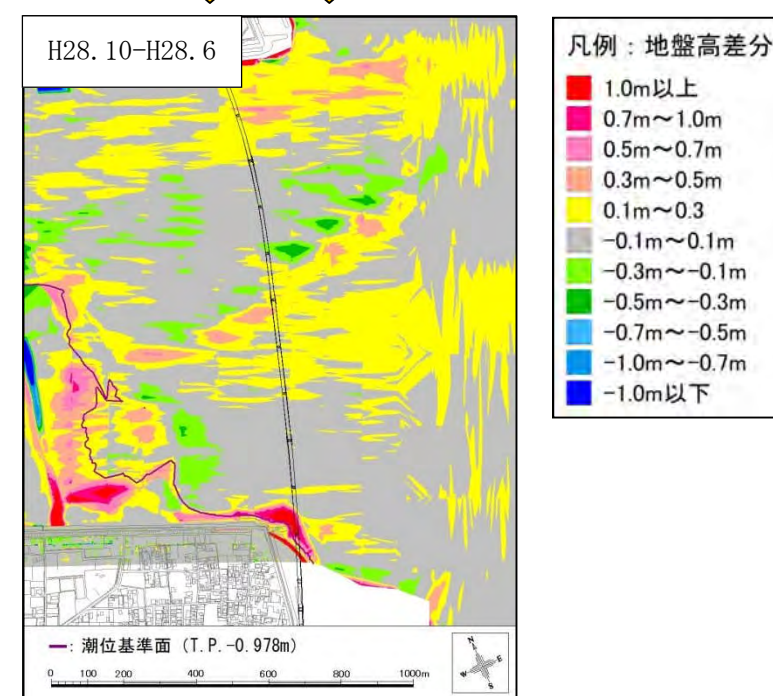 H28.10-H28.6
凡例：地盤高差分
1.0m以上
0.7m～1.0m
0.5m～0.7m
0.3m～0.5m
0.1m～0.3
-0.1m～0.1m
-0.3m～-0.1m
-0.5m～-0.3m
-0.7m～-0.5m
-1.0m～-0.7m
-1.0m以下
―: 潮位基準面 (T.P.-0.978m)
0 100 200 400 600 800 1000m
N
E
W
S